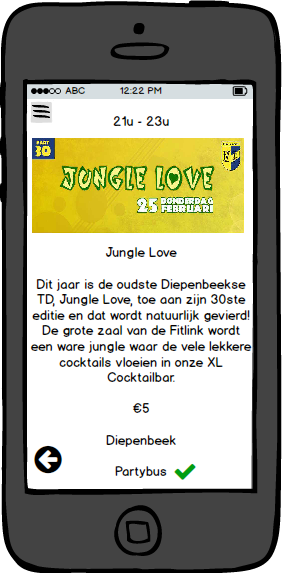 ABC 12:22 PM
21u - 23u
PART
30
JUNGLE LOVE
25 DONDERDAG
FEBRUARI
Jungle Love
Dit jaar is de oudste Diepenbeekse
TD, Jungle Love, toe aan zijn 30ste
editie en dat wordt natuurlijk gevierd!
De grote zaal van de Fitlink wordt
een ware jungle waar de vele lekkere
cocktails vloeien in onze XL
Cocktailbar.
€5
Diepenbeek
Partybus